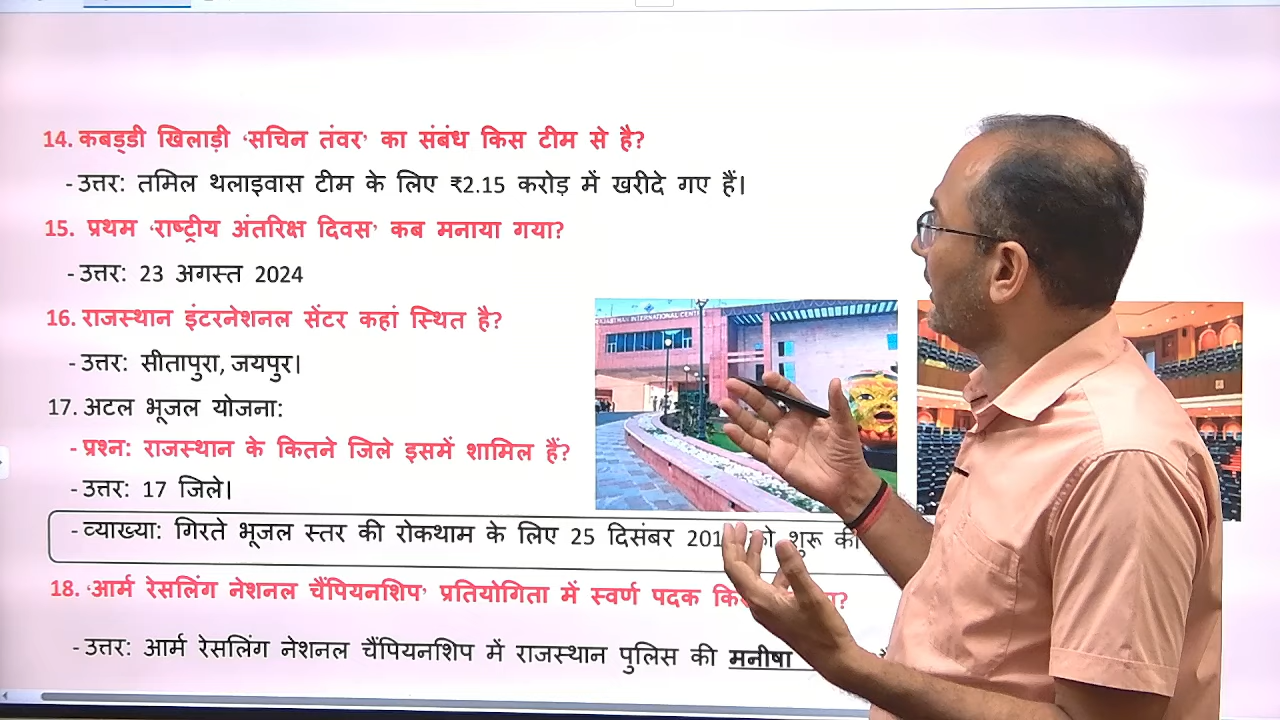 14. कबड्डी खिलाड़ी ‘सचिन तंवर’ का संबंध किस टीम से है?
- उत्तर: तमिल थलाइवास टीम के लिए ₹2.15 करोड़ में खरीदे गए हैं।
15. प्रथम ‘राष्ट्रीय अंतरिक्ष दिवस’ कब मनाया गया?
- उत्तर: 23 अगस्त 2024
16. राजस्थान इंटरनेशनल सेंटर कहां स्थित है?
RAJASTHAN INTERNATIONAL CENTRE
- उत्तर: सीतापुरा, जयपुर।
17. अटल भूजल योजना:
- प्रश्न: राजस्थान के कितने जिले इसमें शामिल हैं?
- उत्तर: 17 जिले।
- व्याख्या: गिरते भूजल स्तर की रोकथाम के लिए 25 दिसंबर को शुरू की
18. ‘आर्म रेसलिंग नेशनल चैंपियनशिप’ प्रतियोगिता में स्वर्ण पदक
- उत्तर: आर्म रेसलिंग नेशनल चैंपियनशिप में राजस्थान पुलिस की मनीषा